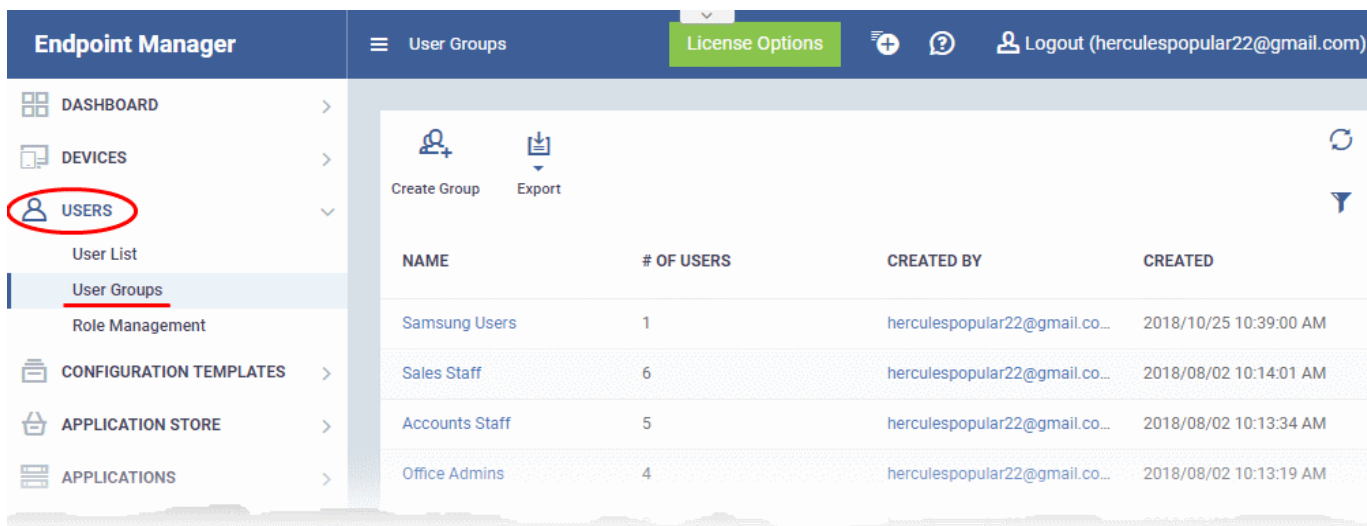 Endpoint Manager
User Groups
License Options
Logout (herculespopular22@gmail.com)
DASHBOARD
DEVICES
USERS
User List
User Groups
Role Management
CONFIGURATION TEMPLATES
APPLICATION STORE
APPLICATIONS
Create Group Export
NAME # OF USERS CREATED BY CREATED
Samsung Users 1 herculespopular22@gmail.co... 2018/10/25 10:39:00 AM
Sales Staff 6 herculespopular22@gmail.co... 2018/08/02 10:14:01 AM
Accounts Staff 5 herculespopular22@gmail.co... 2018/08/02 10:13:34 AM
Office Admins 4 herculespopular22@gmail.co... 2018/08/02 10:13:19 AM